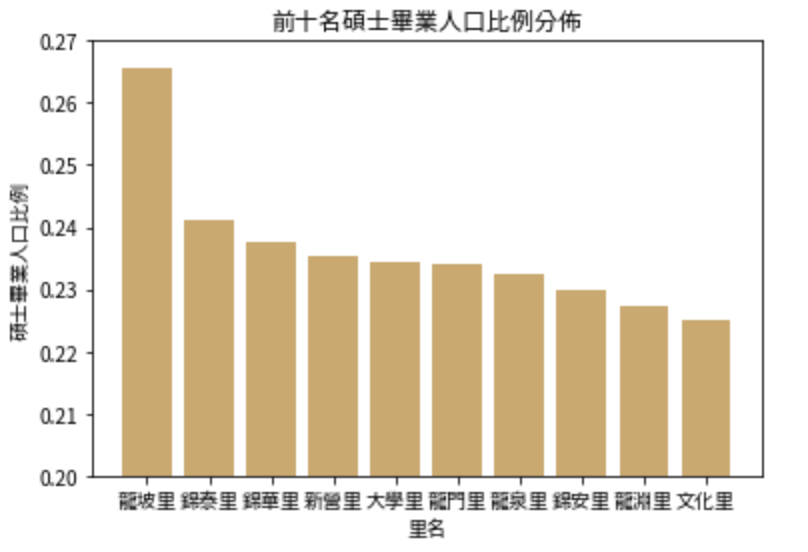 前十名碩士畢業人口比例分佈
碩士畢業人口比例
0.27
0.26
0.25
0.24
0.23
0.22
0.21
0.20
龍坡里 錦泰里 錦華里 新營里 大學里 龍門里 龍泉里 錦安里 龍淵里 文化里
里名